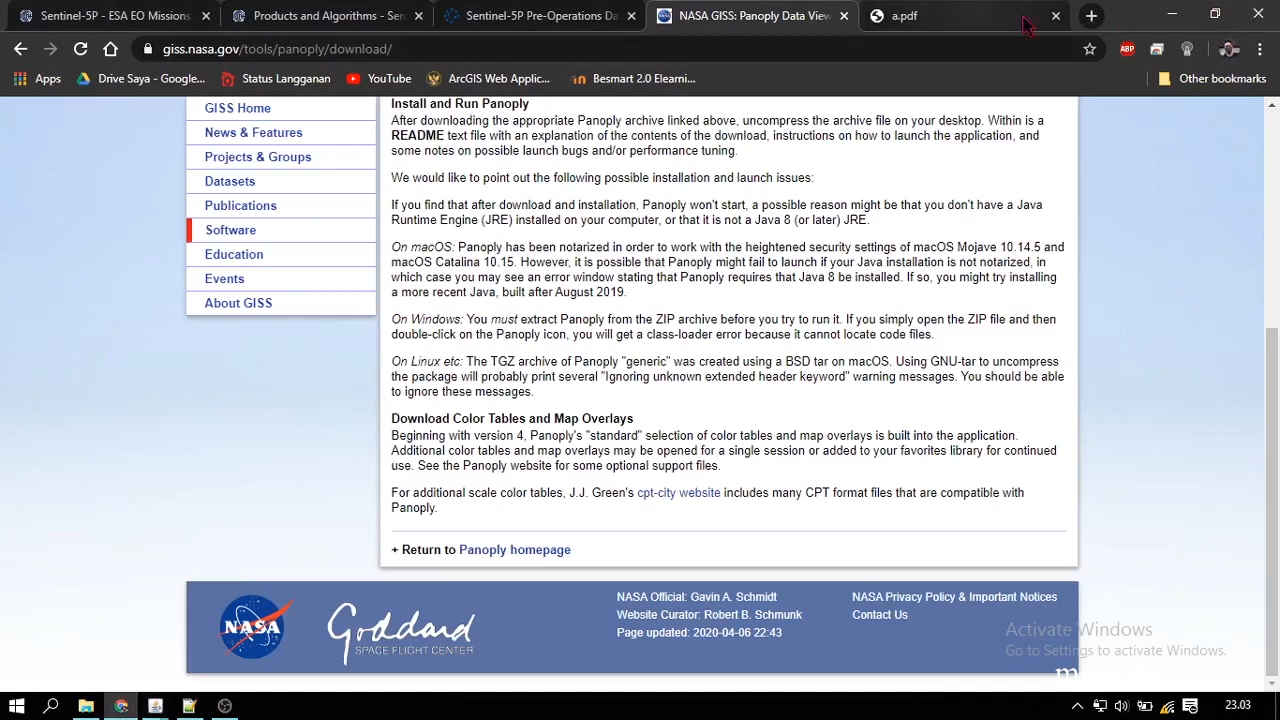 Sentinel-5P - ESA EO Missions
Products and Algorithms - Se
Sentinel-5P Pre-Operations Da
NASA GISS: Panoply Data View
a.pdf
giss.nasa.gov/tools/panoply/download/
ABP
Apps
Drive Saya - Google...
Status Langganan
YouTube
ArcGIS Web Applic...
in
Besmart 2.0 Elearni...
Other bookmarks
GISS Home
News & Features
Projects & Groups
Datasets
Publications
Software
Education
Events
About GISS
Install and Run Panoply
After downloading the appropriate Panoply archive linked above, uncompress the archive file on your desktop. Within is a
README text file with an explanation of the contents of the download, instructions on how to launch the application, and
some notes on possible launch bugs and/or performance tuning.
We would like to point out the following possible installation and launch issues:
If you find that after download and installation, Panoply won't start, a possible reason might be that you don't have a Java
Runtime Engine (JRE) installed on your computer, or that it is not a Java 8 (or later) JRE.
On macOS: Panoply has been notarized in order to work with the heightened security settings of macOS Mojave 10.14.5 and
macOS Catalina 10.15. However, it is possible that Panoply might fail to launch if your Java installation is not notarized, in
which case you may see an error window stating that Panoply requires that Java 8 be installed. If so, you might try installing
a more recent Java, built after August 2019.
On Windows: You must extract Panoply from the ZIP archive before you try to run it. If you simply open the ZIP file and then
double-click on the Panoply icon, you will get a class-loader error because it cannot locate code files.
On Linux etc: The TGZ archive of Panoply "generic" was created using a BSD tar on macOS. Using GNU-tar to uncompress
the package will probably print several "Ignoring unknown extended header keyword" warning messages. You should be able
to ignore these messages.
Download Color Tables and Map Overlays
Beginning with version 4, Panoply's "standard" selection of color tables and map overlays is built into the application.
Additional color tables and map overlays may be opened for a single session or added to your favorites library for continued
use. See the Panoply website for some optional support files.
For additional scale color tables, J.J. Green's cpt-city website includes many CPT format files that are compatible with
Panoply.
+ Return to Panoply homepage
NASA
Goddard
SPACE FLIGHT CENTER
NASA Official: Gavin A. Schmidt
Website Curator: Robert B. Schmunk
Page updated: 2020-04-06 22:43
NASA Privacy Policy & Important Notices
Contact Us
Activate Windows
Go to Settings to activate Windows.
23.03